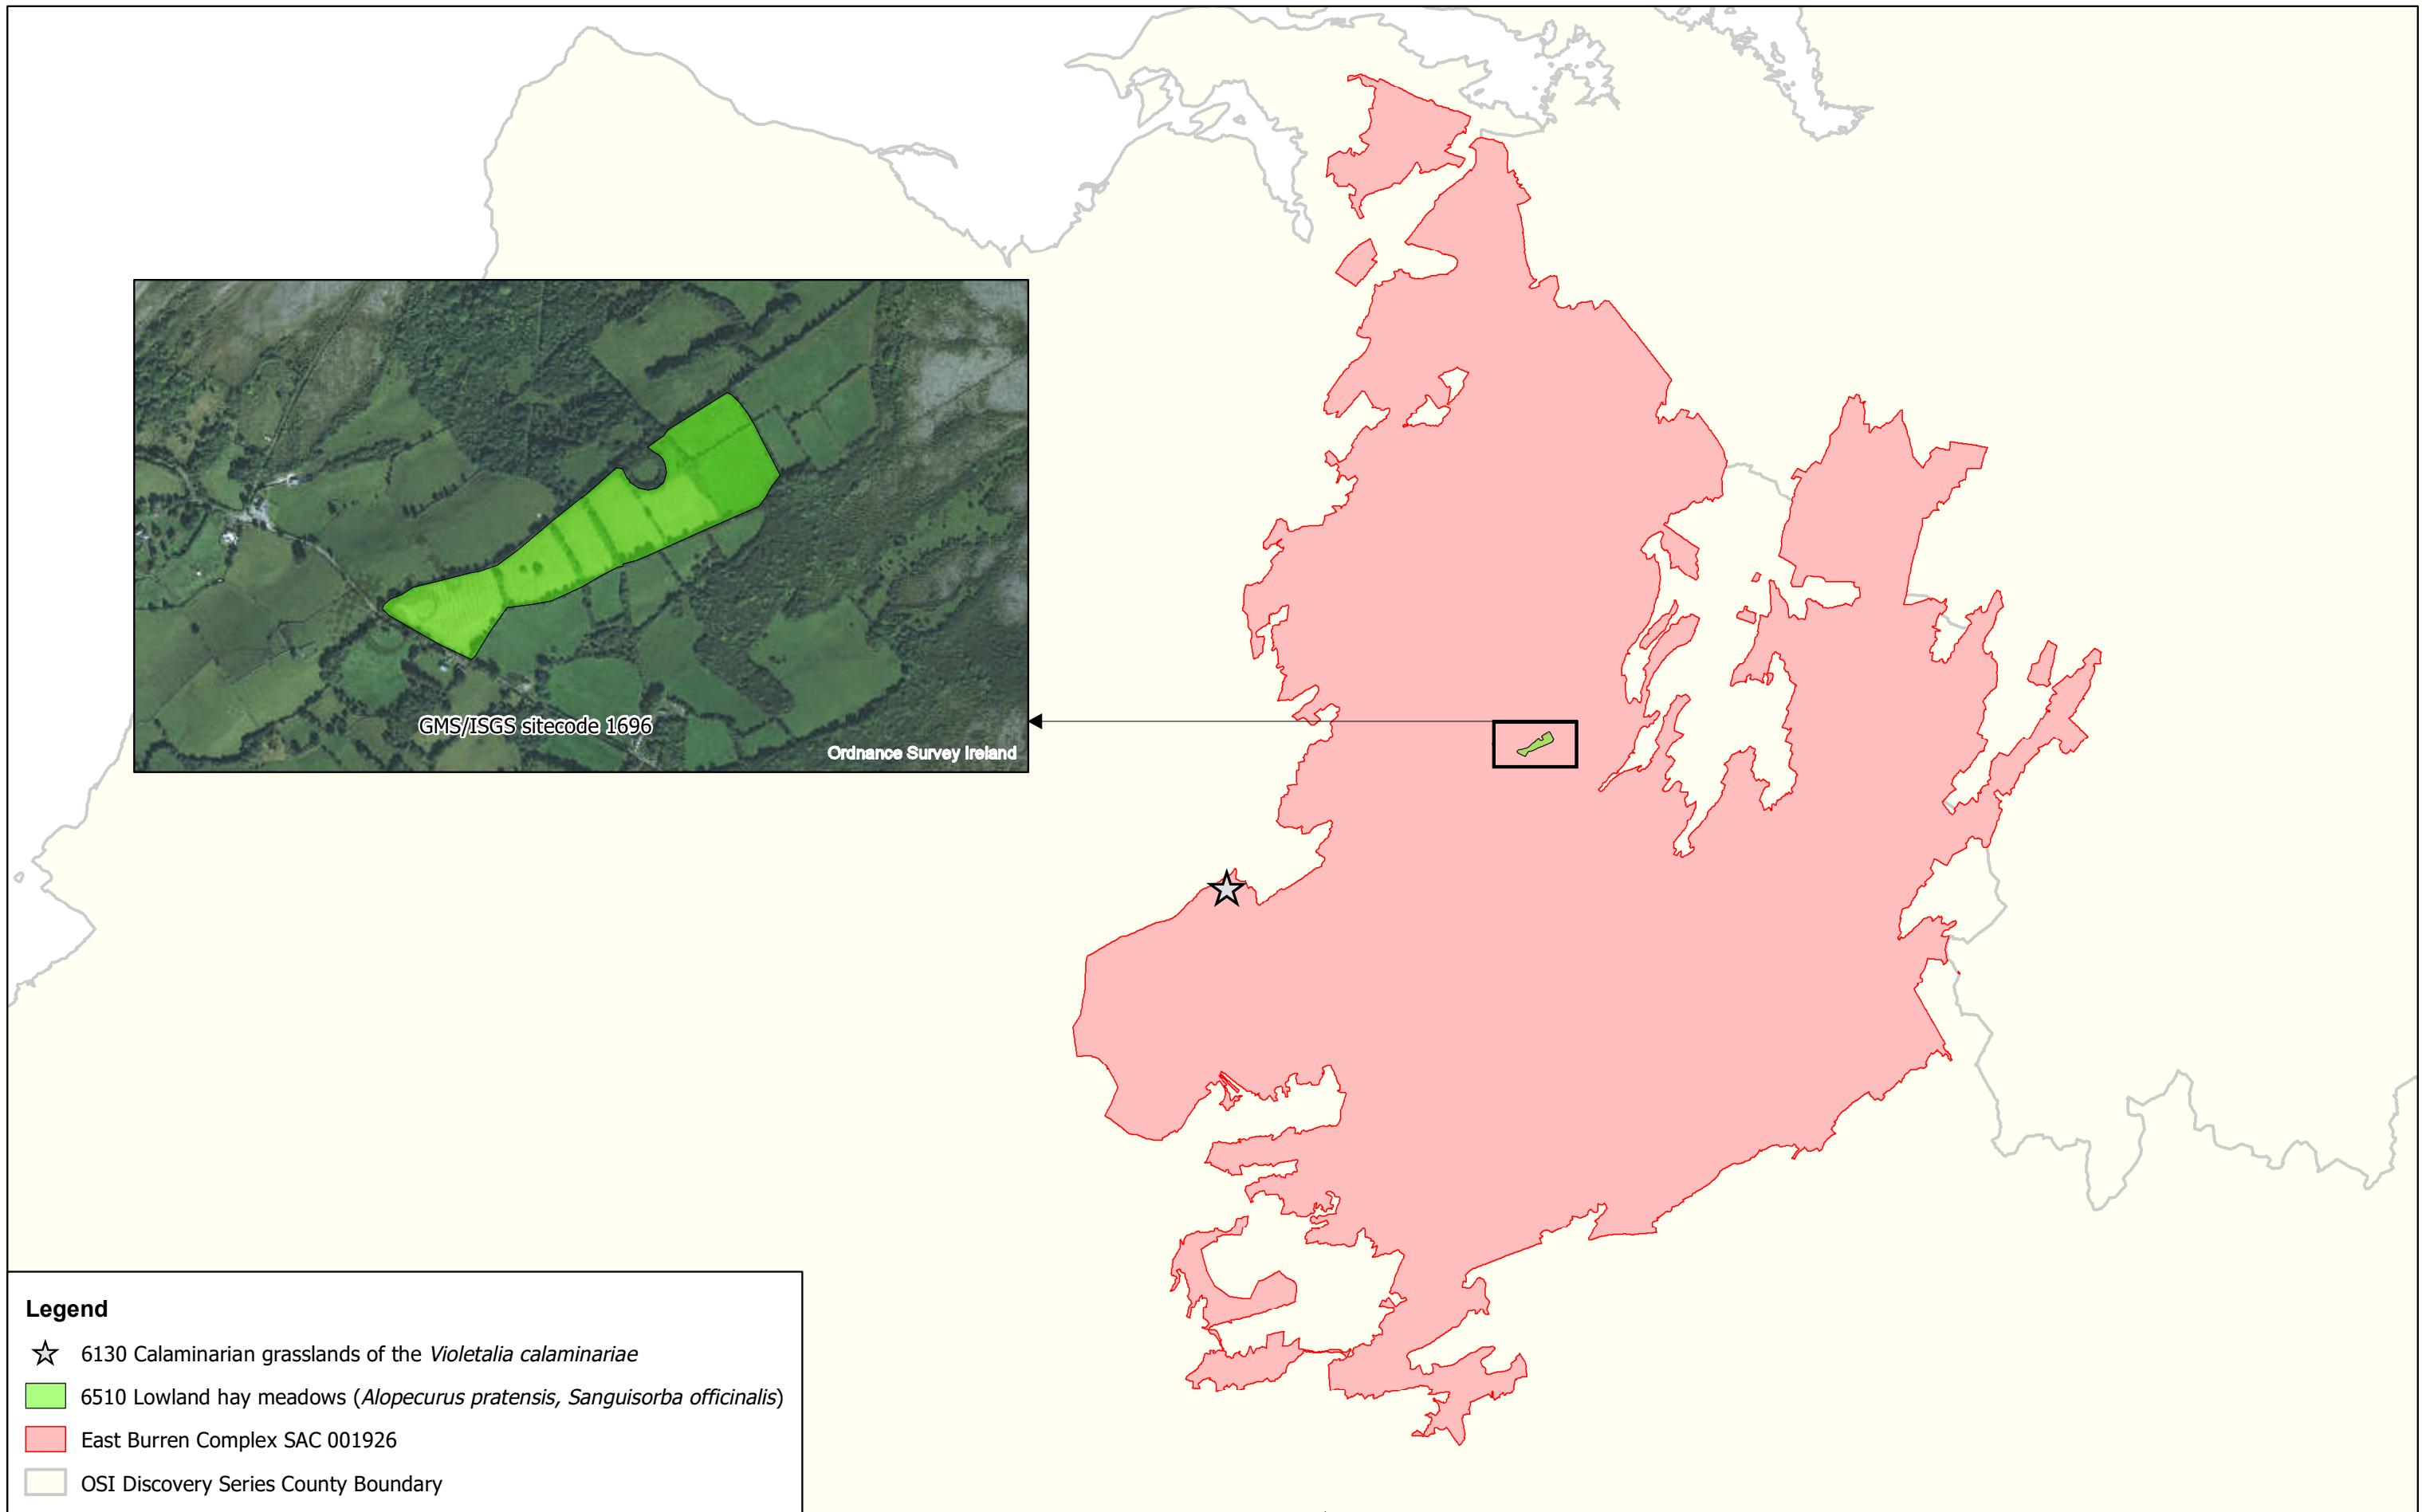 GMS/ISGS sitecode 1696
Ordnance Survey Ireland
Legend
6130 Calaminarian grasslands of the Violetalia calaminariae
6510 Lowland hay meadows (Alopecurus pratensis, Sanguisorba officinalis)
East Burren Complex SAC 001926
OSI Discovery Series County Boundary